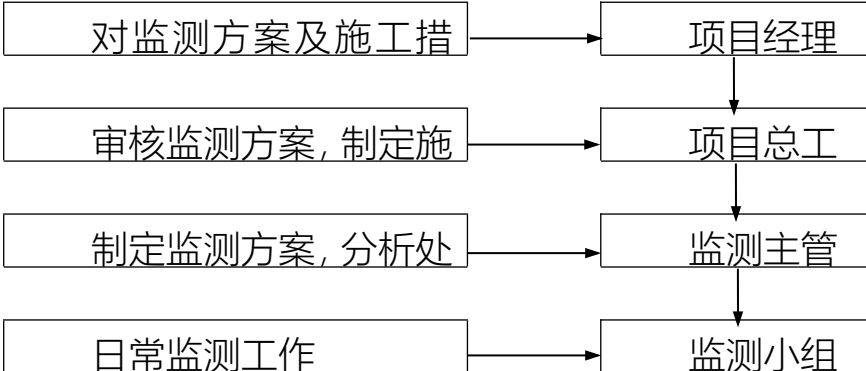 对监测方案及施工措
项目经理
审核监测方案,制定施
项目总工
制定监测方案,分析处
监测主管
日常监测工作
监测小组